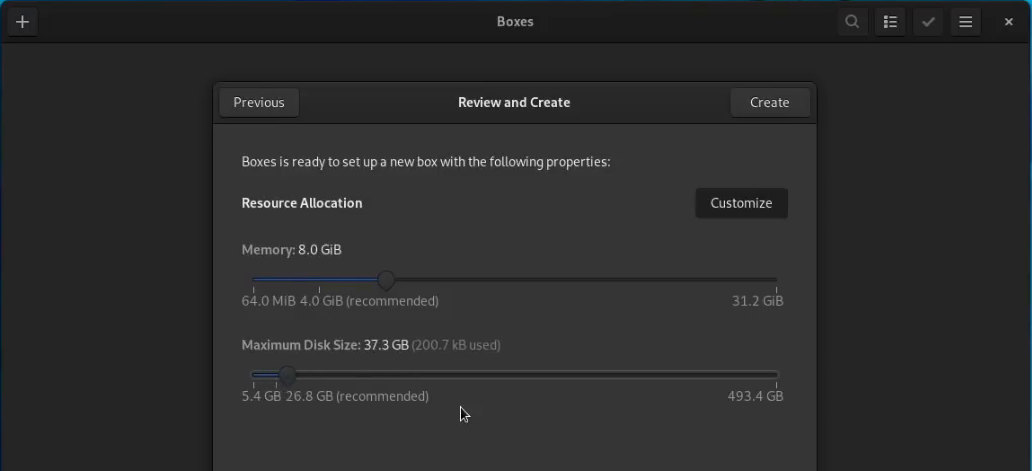 Boxes
Previous Review and Create Create
Boxes is ready to set up a new box with the following properties:
Resource Allocation Customize
Memory: 8.0 GiB
64.0 MiB 4.0 GiB (recommended) 31.2 GiB
Maximum Disk Size: 37.3 GB (200.7 kB used)
5.4 GB 26.8 GB (recommended) 493.4 GB